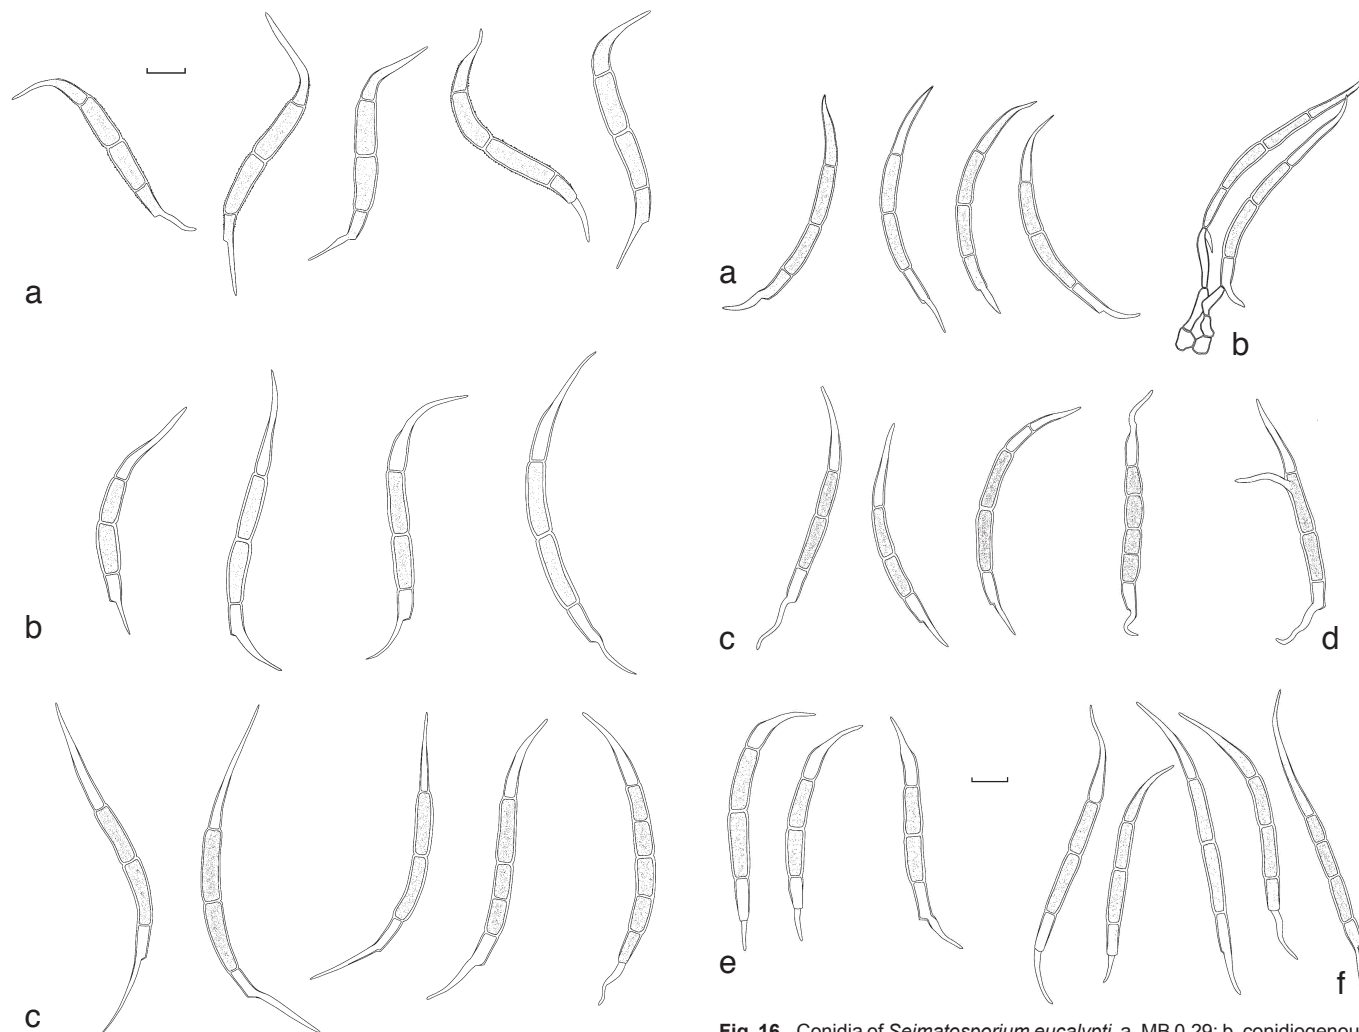 a
b
c
a
b
c
d
e
f
Fig. 16 Conidia of Seimatosporium eucalypti. a. MB 0.29; b. conidiogenou